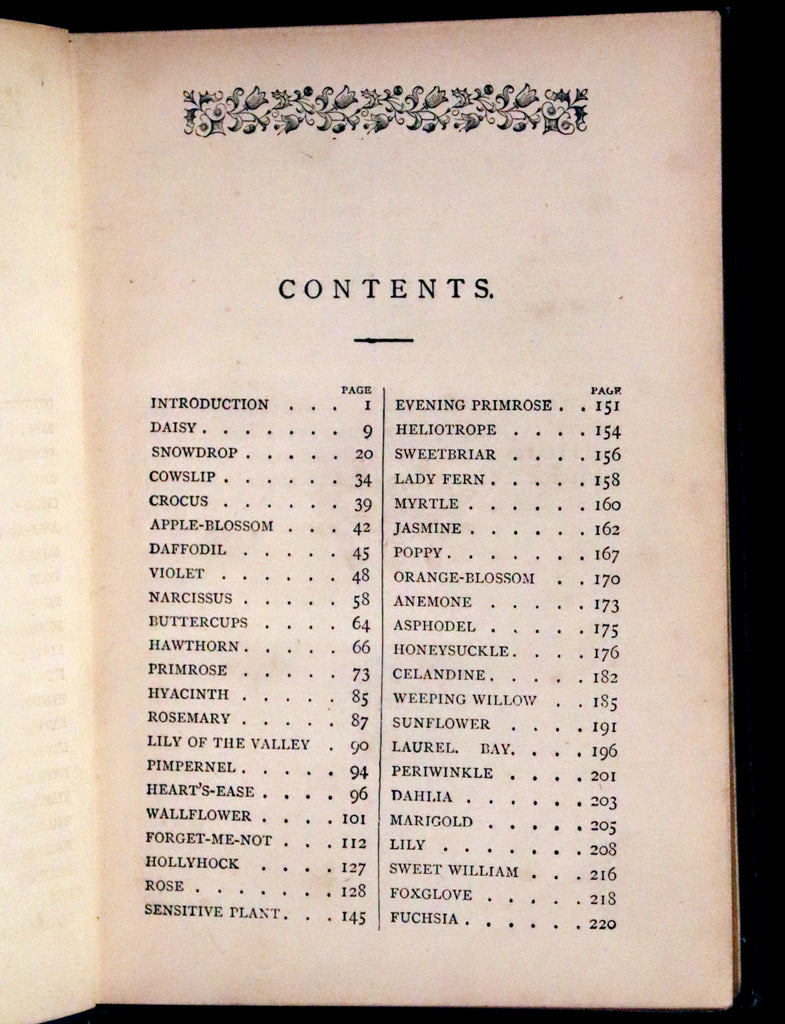 CONTENTS.
PAGE
INTRODUCTION . . . 1
DAISY . . . . . . . 9
SNOWDROP . . . . . 20
COWSLIP . . . . . . 34
CROCUS . . . . . . 39
APPLE-BLOSSOM . . . 42
DAFFODIL . . . . . 45
VIOLET . . . . . . 48
NARCISSUS . . . . . 58
BUTTERCUPS . . . . 64
HAWTHORN . . . . . 66
PRIMROSE . . . . . 73
HYACINTH . . . . . 85
ROSEMARY . . . . . 87
LILY OF THE VALLEY . 90
PIMPERNEL . . . . . 94
HEART'S-EASE . . . . 96
WALLFLOWER . . . . 101
FORGET-ME-NOT . . . 112
HOLLYHOCK . . . . 127
ROSE . . . . . . . 128
SENSITIVE PLANT . . . 145
PAGE
EVENING PRIMROSE . . 151
HELIOTROPE . . . . 154
SWEETBRIAR . . . . 156
LADY FERN . . . . . 158
MYRTLE . . . . . . 160
JASMINE . . . . . . 162
POPPY . . . . . . . 167
ORANGE-BLOSSOM . . 170
ANEMONE . . . . . 173
ASPHODEL . . . . . 175
HONEYSUCKLE . . . . 176
CELANDINE . . . . . 182
WEEPING WILLOW . . 185
SUNFLOWER . . . . 191
LAUREL. BAY. . . . 196
PERIWINKLE . . . . 201
DAHLIA . . . . . . 203
MARIGOLD . . . . . 205
LILY . . . . . . . 208
SWEET WILLIAM . . . 216
FOXGLOVE . . . . . 218
FUCHSIA . . . . . . 220